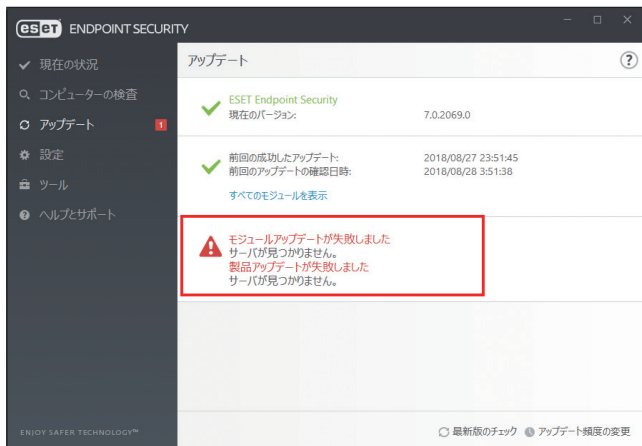 eset ENDPOINT SECURITY
現在の状況
コンピューターの検査
アップデート 1
設定
ツール
ヘルプとサポート
ENJOY SAFER TECHNOLOGY™
アップデート ?
ESET Endpoint Security
現在のバージョン: 7.0.2069.0
前回の成功したアップデート: 2018/08/27 23:51:45
前回のアップデートの確認日時: 2018/08/28 3:51:38
すべてのモジュールを表示
モジュールアップデートが失敗しました
サーバが見つかりません。
製品アップデートが失敗しました
サーバが見つかりません。
最新版のチェック アップデート頻度の変更